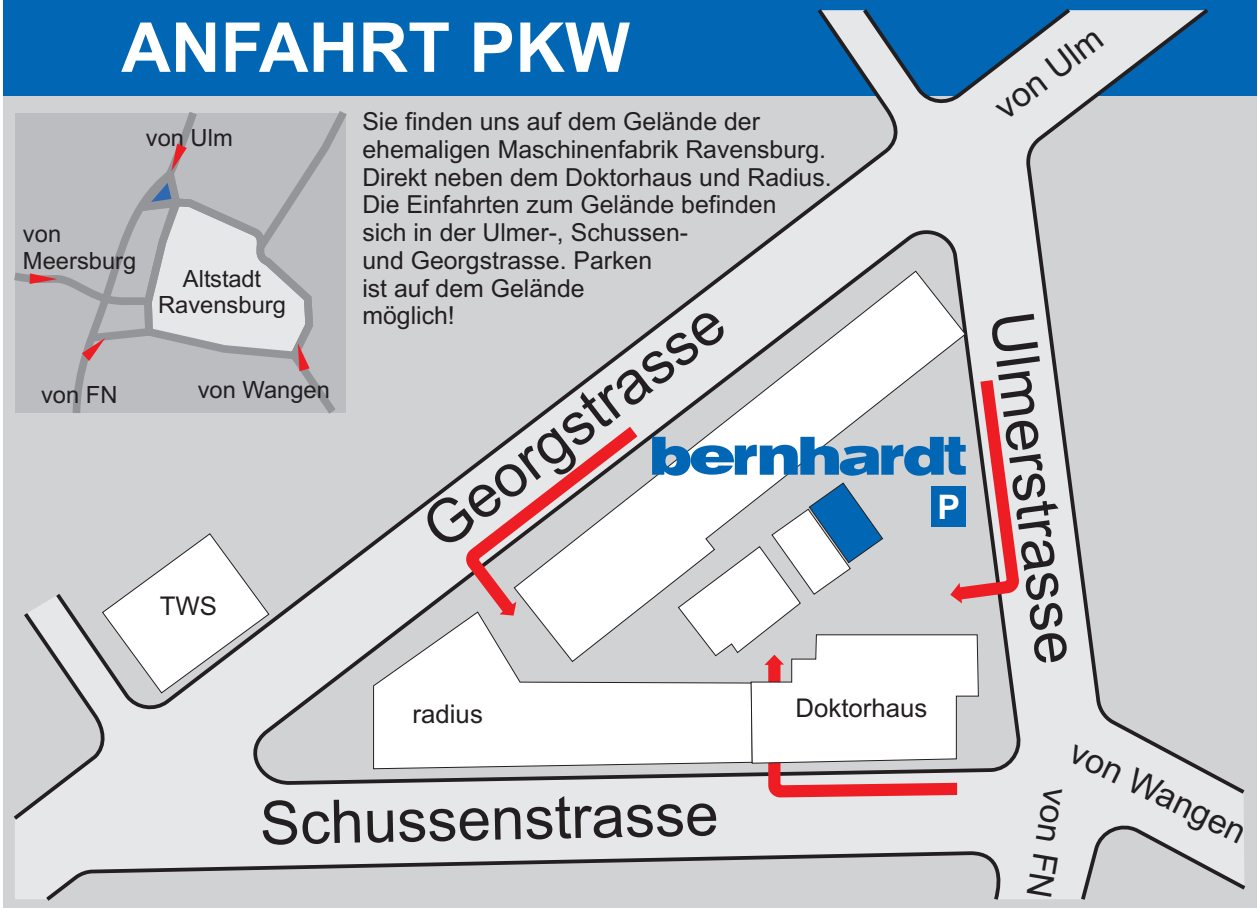 ANFAHRT PKW
von Ulm
von Ulm
Sie finden uns auf dem Gelände der
ehemaligen Maschinenfabrik Ravensburg.
Direkt neben dem Doktorhaus und Radius.
Die Einfahrten zum Gelände befinden
sich in der Ulmer-, Schussen-
und Georgstrasse. Parken
ist auf dem Gelände
möglich!
von
Meersburg
Altstadt
Ravensburg
von FN
von Wangen
Georgstrasse
Ulmerstrasse
bernhardt
P
TWS
radius
Doktorhaus
Schussenstrasse
von Wangen
von FN